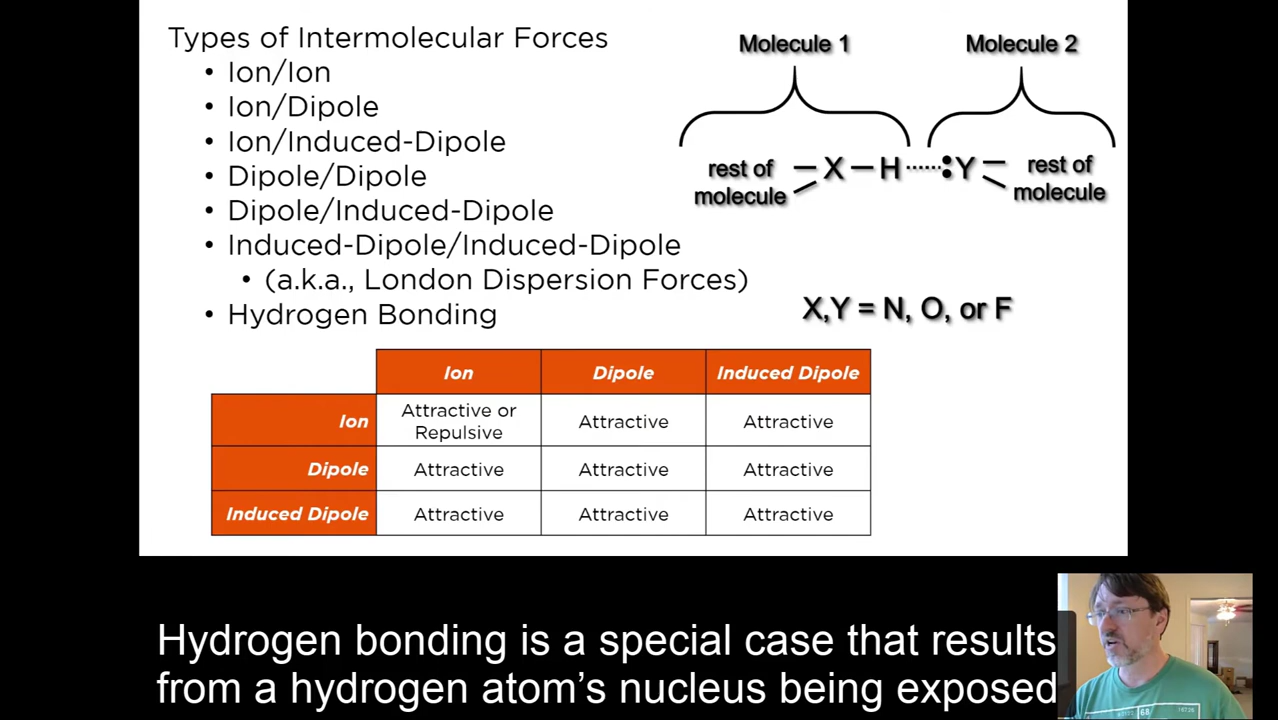 Types of Intermolecular Forces
• Ion/Ion
• Ion/Dipole
• Ion/Induced-Dipole
• Dipole/Dipole
• Dipole/Induced-Dipole
• Induced-Dipole/Induced-Dipole
• (a.k.a., London Dispersion Forces)
• Hydrogen Bonding
Molecule 1
Molecule 2
rest of
molecule
X — H ······ :Y
rest of
molecule
X,Y = N, O, or F
Ion
Dipole
Induced Dipole
Ion
Attractive or
Repulsive
Attractive
Attractive
Dipole
Attractive
Attractive
Attractive
Induced Dipole
Attractive
Attractive
Attractive
Hydrogen bonding is a special case that results
from a hydrogen atom’s nucleus being exposed
68